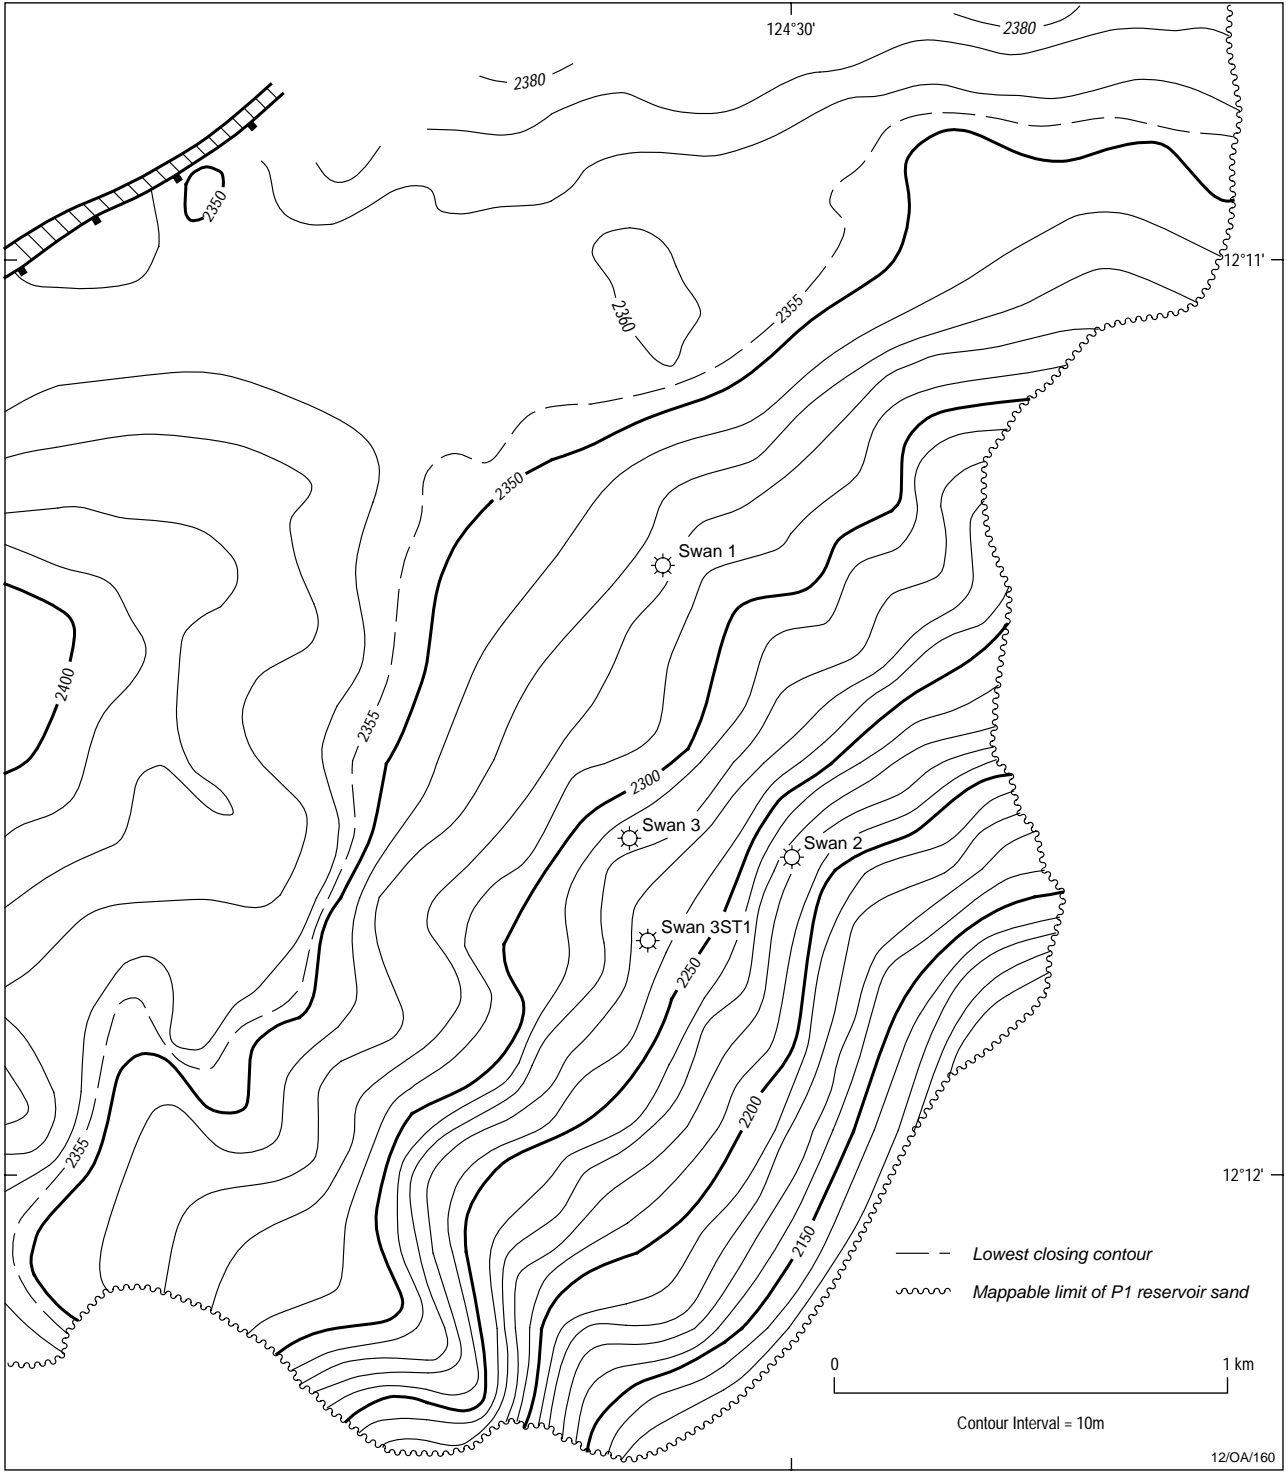 124°30'
2380
2380
2350
12°11'
2360
2355
2350
Swan 1
2400
2355
2300
Swan 3
Swan 2
Swan 3ST1
2250
2200
2355
12°12'
2150
Lowest closing contour
Mappable limit of P1 reservoir sand
0 1 km
Contour Interval = 10m
12/OA/160